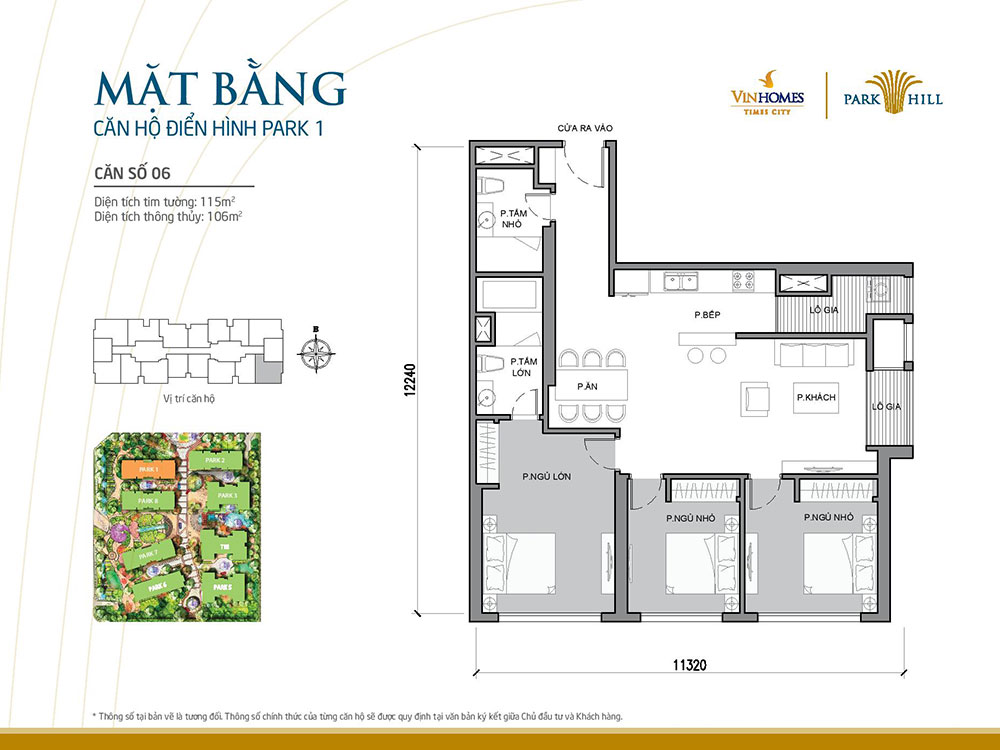 MẶT BẰNG
CĂN HỘ ĐIỂN HÌNH PARK 1
VINHOMES
TIMES CITY
PARK HILL
CĂN SỐ 06
Diện tích tim tường: 115m²
Diện tích thông thủy: 106m²
B
Vị trí căn hộ
PARK 1
PARK 2
PARK 8
PARK 3
PARK 7
T18
PARK 6
PARK 5
CỬA RA VÀO
P.TẮM
NHỎ
P.BẾP
LÔ GIA
P.TẮM
LỚN
P.ĂN
P.KHÁCH
LÔ GIA
P.NGỦ LỚN
P.NGỦ NHỎ
P.NGỦ NHỎ
12240
11320
* Thông số tại bản vẽ là tương đối. Thông số chính thức của từng căn hộ sẽ được quy định tại văn bản ký kết giữa Chủ đầu tư và Khách hàng.